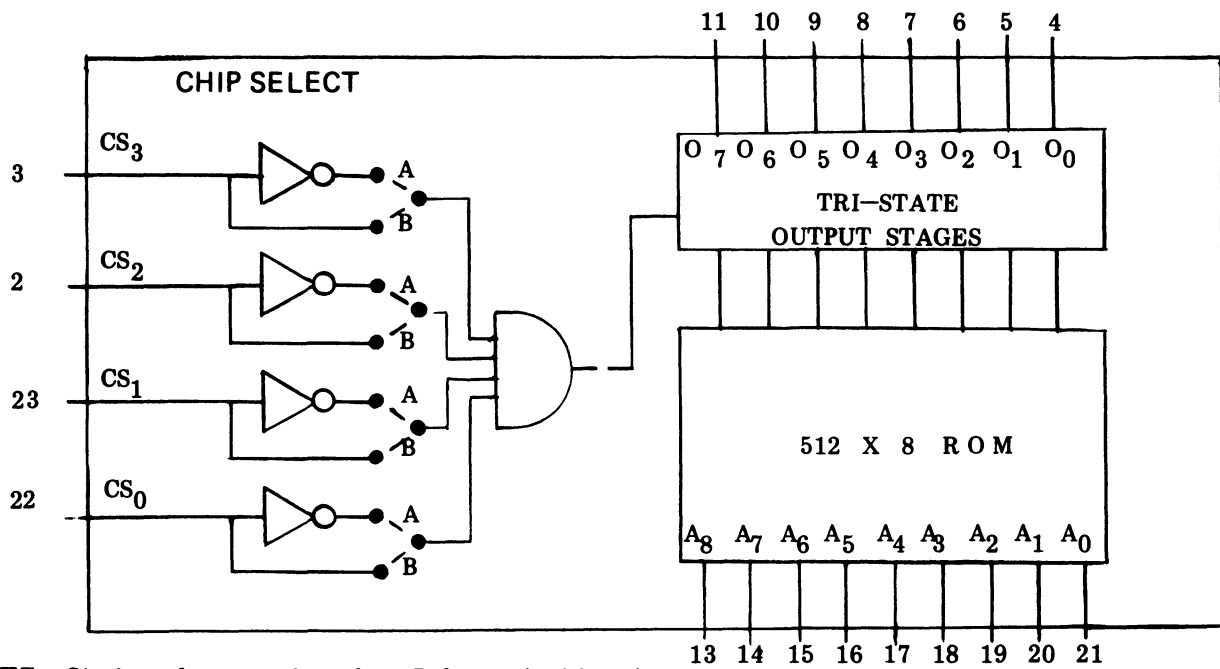 11 10 9 8 7 6 5 4
CHIP SELECT
CS3
3
A
B
O7 O6 O5 O4 O3 O2 O1 O0
TRI-STATE
OUTPUT STAGES
CS2
2
A
B
CS1
23
A
B
512 X 8 ROM
CS0
22
A
B
A8 A7 A6 A5 A4 A3 A2 A1 A0
13 14 15 16 17 18 19 20 21